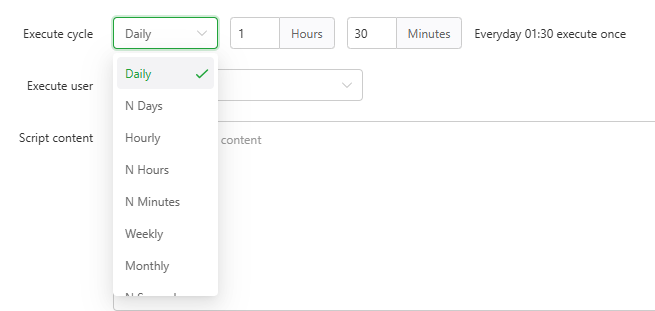 Execute cycle Daily 1 Hours 30 Minutes Everyday 01:30 execute once
Daily
Execute user
N Days
Script content content
Hourly
N Hours
N Minutes
Weekly
Monthly